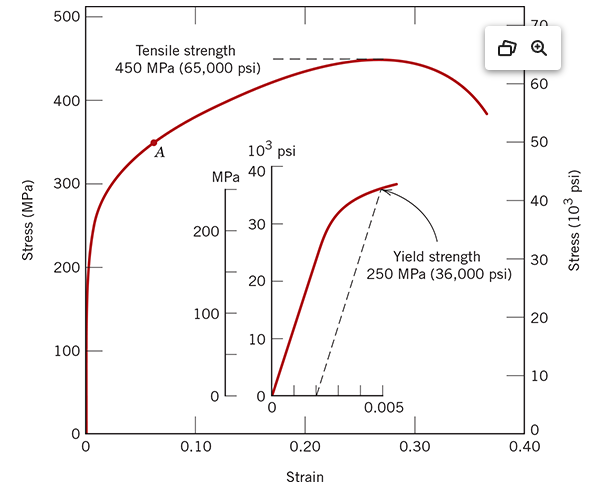 500
400
300
200
100
0
Stress (MPa)
Tensile strength
450 MPa (65,000 psi)
A
10³ psi
MPa
40
30
20
10
0
200
100
0
0
0.005
Yield strength
250 MPa (36,000 psi)
70
60
50
40
30
20
10
0
Stress (10³ psi)
0
0.10
0.20
0.30
0.40
Strain